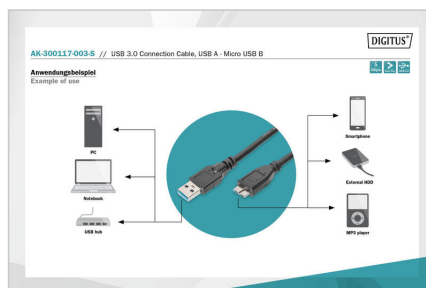 DIGITUS®
AK-300117-003-S // USB 3.0 Connection Cable, USB A - Micro USB B
Anwendungsbeispiel
Example of use
PC
Notebook
USB hub
Smartphone
External HDD
MP3 player